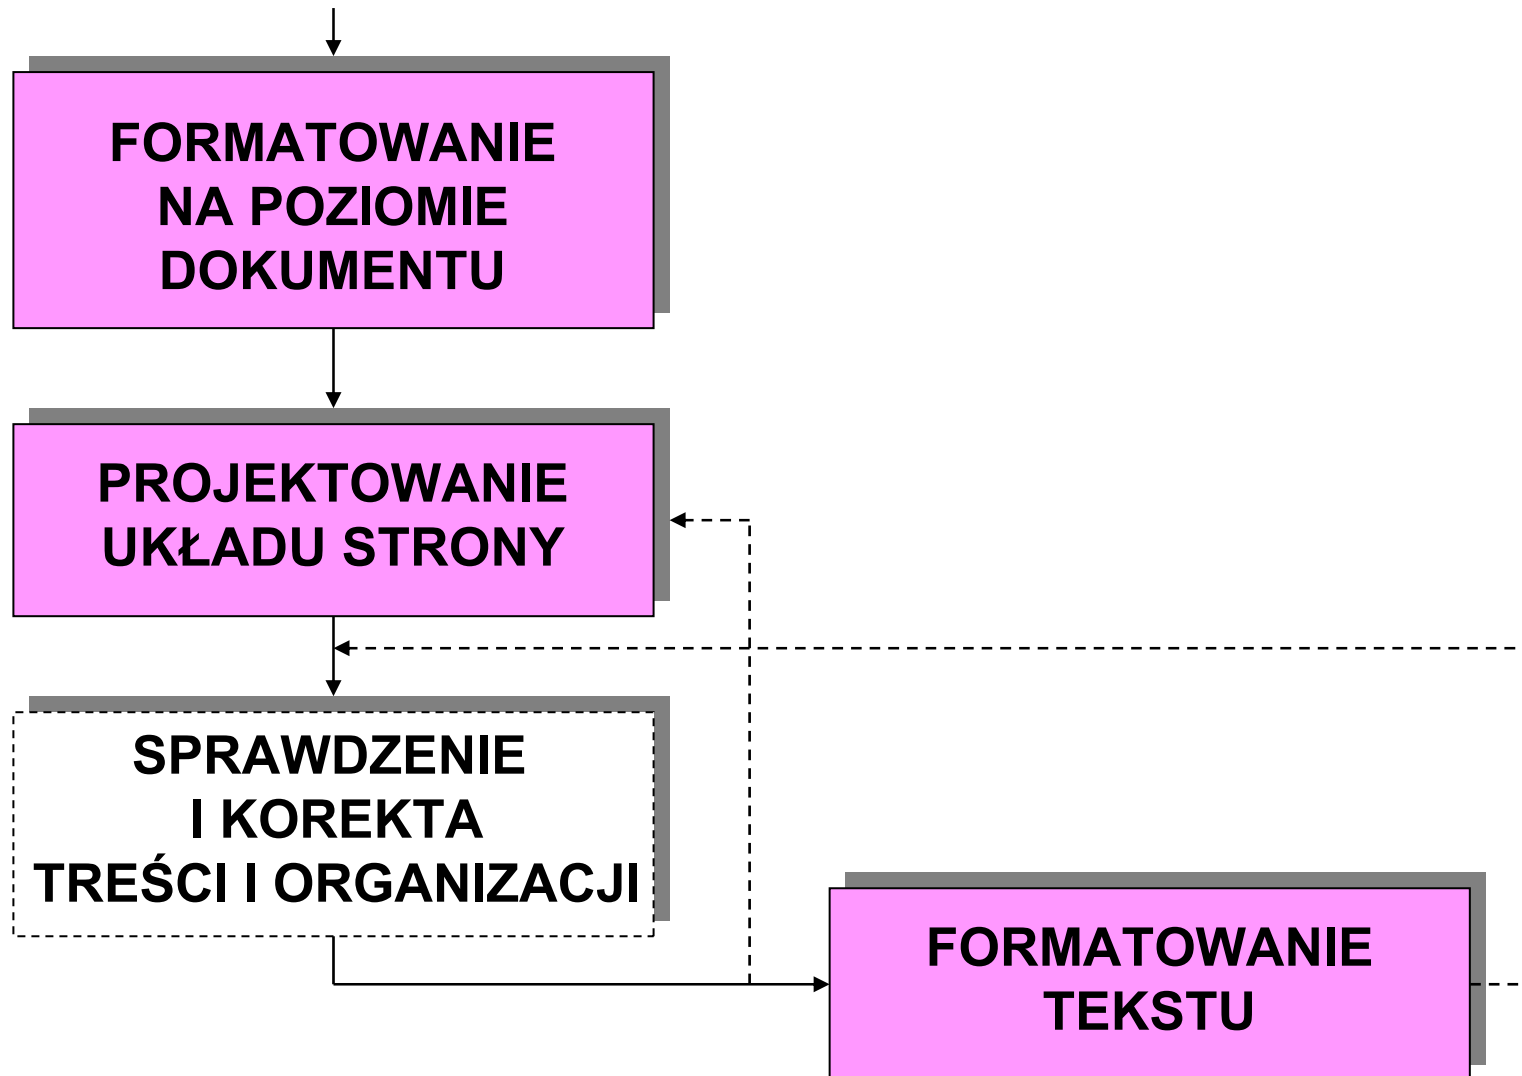 FORMATOWANIE
NA POZIOMIE
DOKUMENTU
PROJEKTOWANIE
UKŁADU STRONY
SPRAWDZENIE
I KOREKTA
TREŚCI I ORGANIZACJI
FORMATOWANIE
TEKSTU